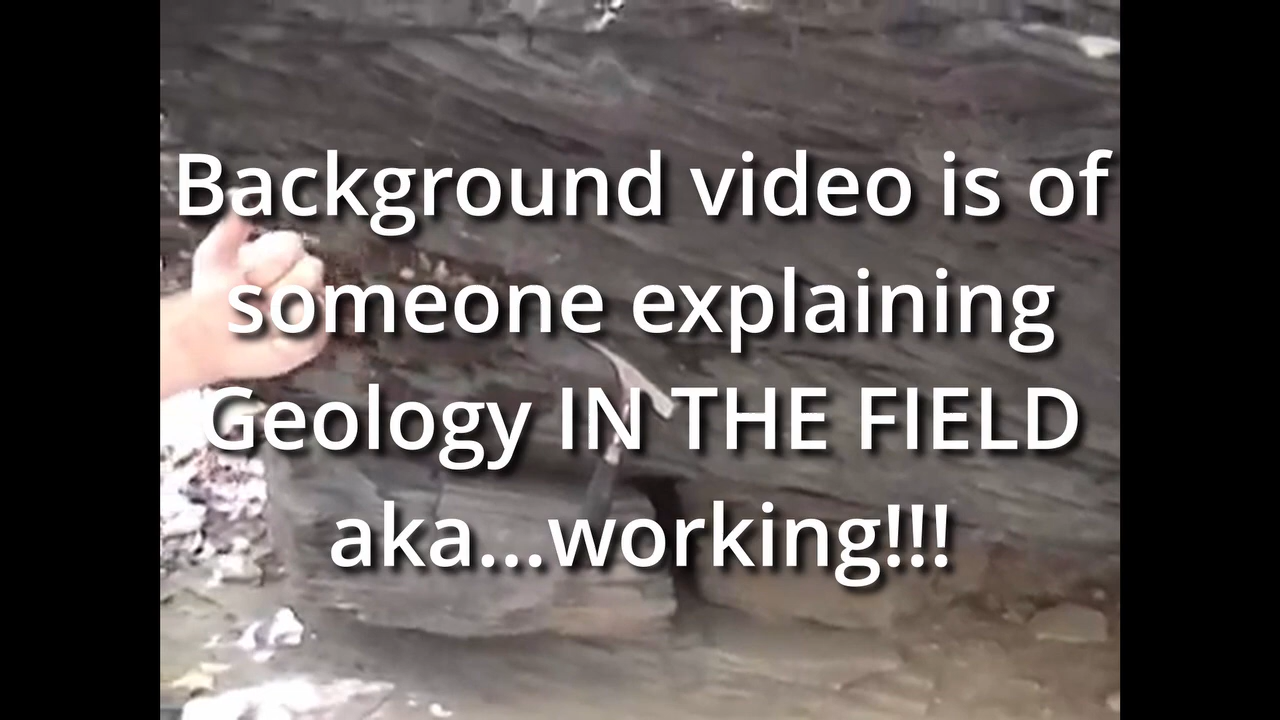 Background video is of
someone explaining
Geology IN THE FIELD
aka...working!!!